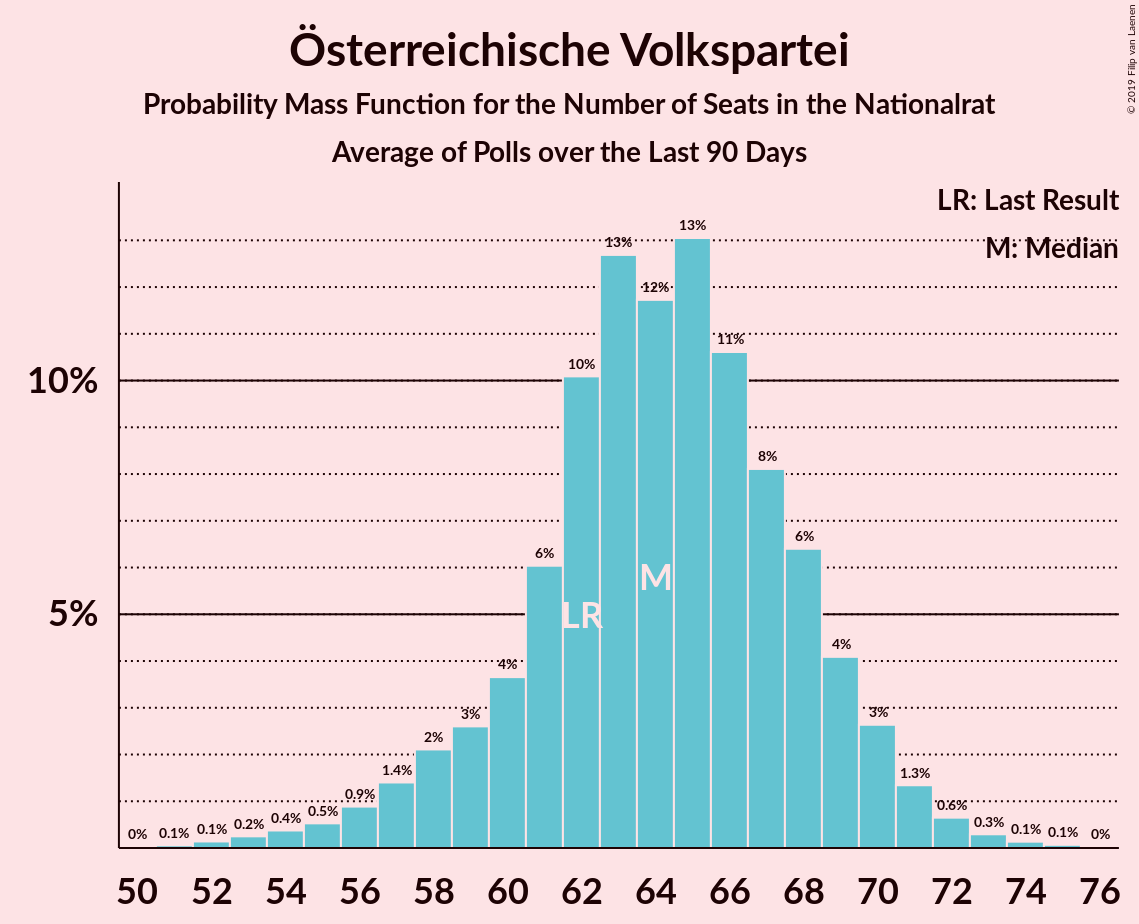 Österreichische Volkspartei
Probability Mass Function for the Number of Seats in the Nationalrat
Average of Polls over the Last 90 Days
© 2019 Filip van Laenen
LR: Last Result
M: Median
10%
5%
0% 0.1% 0.1% 0.2% 0.4% 0.5% 0.9% 1.4% 2% 3% 4% 6% 10% 13% 12% 13% 11% 8% 6% 4% 3% 1.3% 0.6% 0.3% 0.1% 0.1% 0%
LR M
50 52 54 56 58 60 62 64 66 68 70 72 74 76